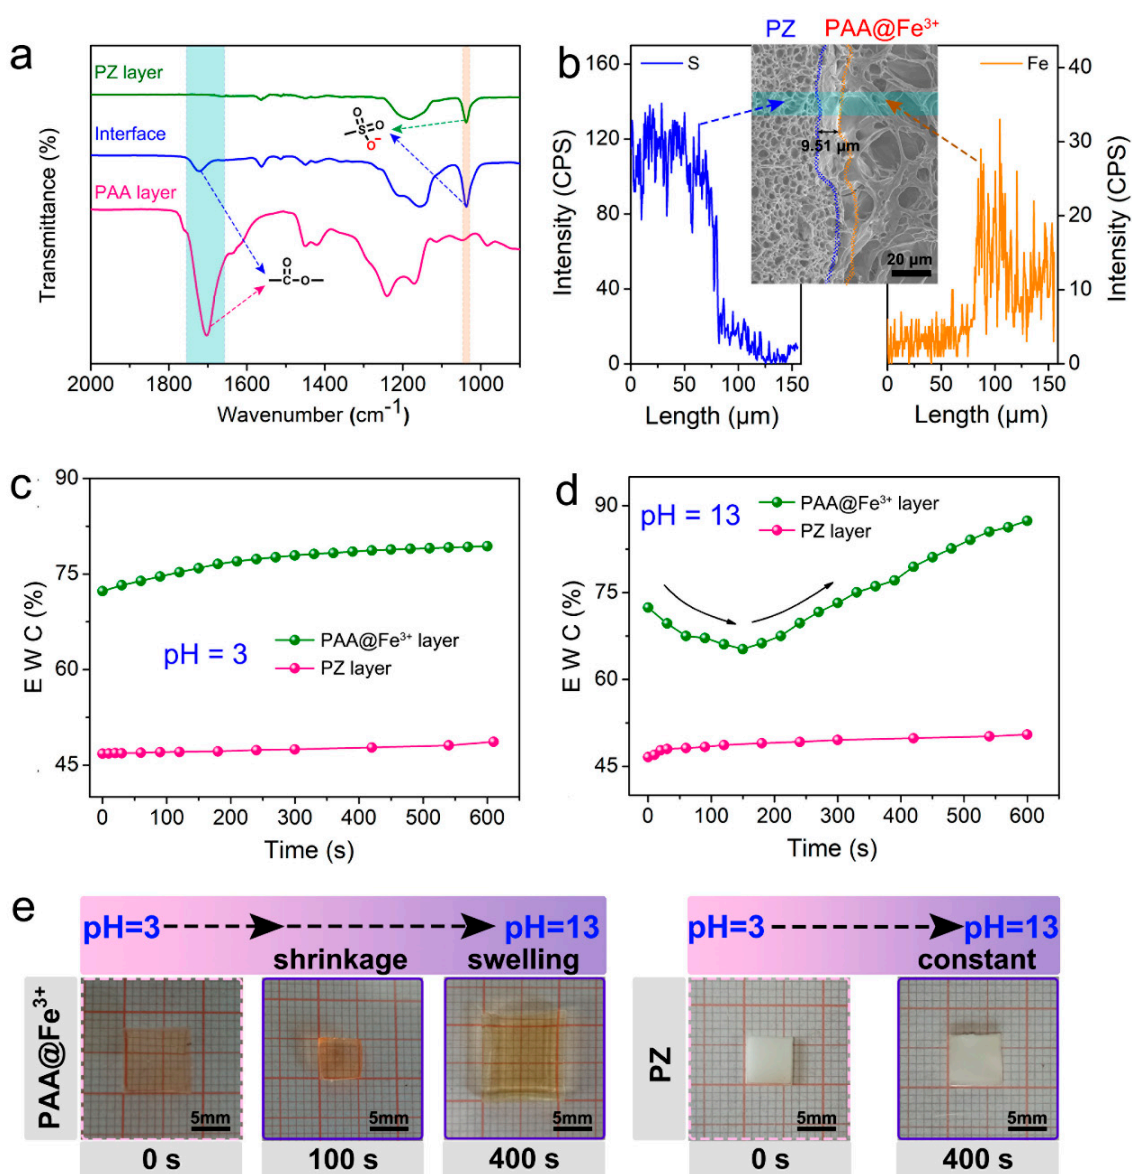 a
PZ layer
Interface
PAA layer
Transmittance (%)
2000 1800 1600 1400 1200 1000
Wavenumber (cm⁻¹)
O
S
O
O
O⁻
O
C
O
b
PZ PAA@Fe³⁺
S
Fe
160
120
80
40
0
Intensity (CPS)
0 50 100 150
Length (µm)
9.51 µm
20 µm
40
30
20
10
0
Intensity (CPS)
0 50 100 150
Length (µm)
c
90
75
60
45
E W C (%)
PAA@Fe³⁺ layer
PZ layer
pH = 3
0 100 200 300 400 500 600
Time (s)
d
90
75
60
45
E W C (%)
pH = 13
PAA@Fe³⁺ layer
PZ layer
0 100 200 300 400 500 600
Time (s)
e
pH=3 pH=13
shrinkage swelling
PAA@Fe³⁺
5mm 5mm 5mm
0 s 100 s 400 s
pH=3 pH=13
constant
PZ
5mm 5mm
0 s 400 s